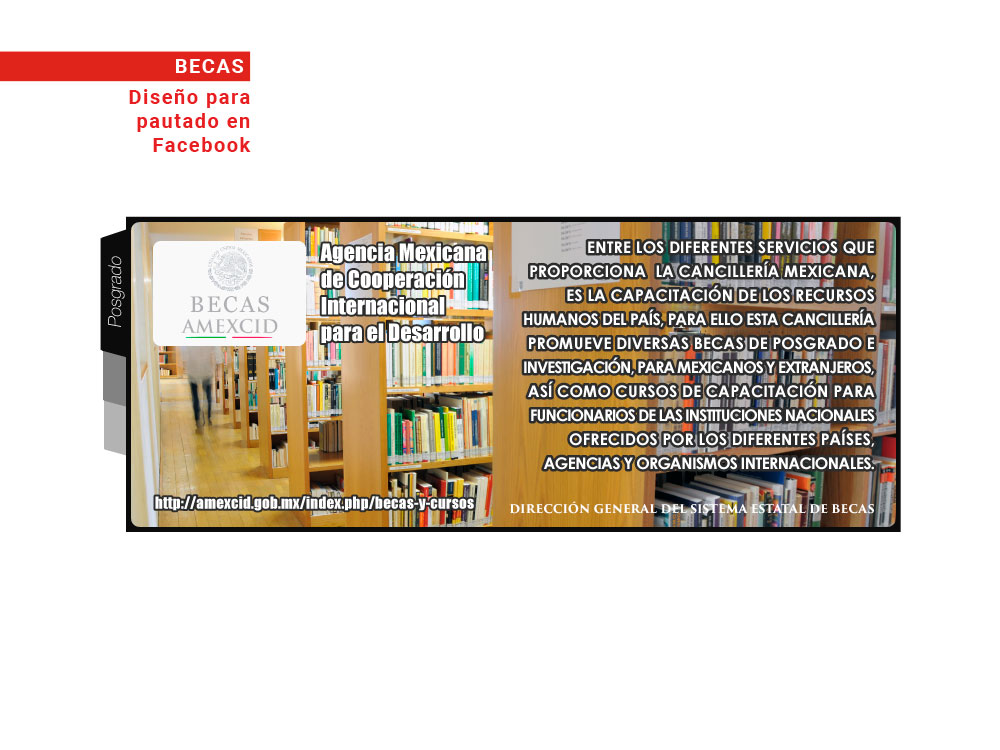 BECAS
Diseño para
pautado en
Facebook
Posgrado
BECAS
AMEXCID
Agencia Mexicana
de Cooperación
Internacional
para el Desarrollo
http://amexcid.gob.mx/index.php/becas-y-cursos
ENTRE LOS DIFERENTES SERVICIOS QUE
PROPORCIONA LA CANCILLERÍA MEXICANA,
ES LA CAPACITACIÓN DE LOS RECURSOS
HUMANOS DEL PAÍS, PARA ELLO ESTA CANCILLERÍA
PROMUEVE DIVERSAS BECAS DE POSGRADO E
INVESTIGACIÓN, PARA MEXICANOS Y EXTRANJEROS,
ASÍ COMO CURSOS DE CAPACITACIÓN PARA
FUNCIONARIOS DE LAS INSTITUCIONES NACIONALES
OFRECIDOS POR LOS DIFERENTES PAÍSES,
AGENCIAS Y ORGANISMOS INTERNACIONALES.
DIRECCIÓN GENERAL DEL SISTEMA ESTATAL DE BECAS